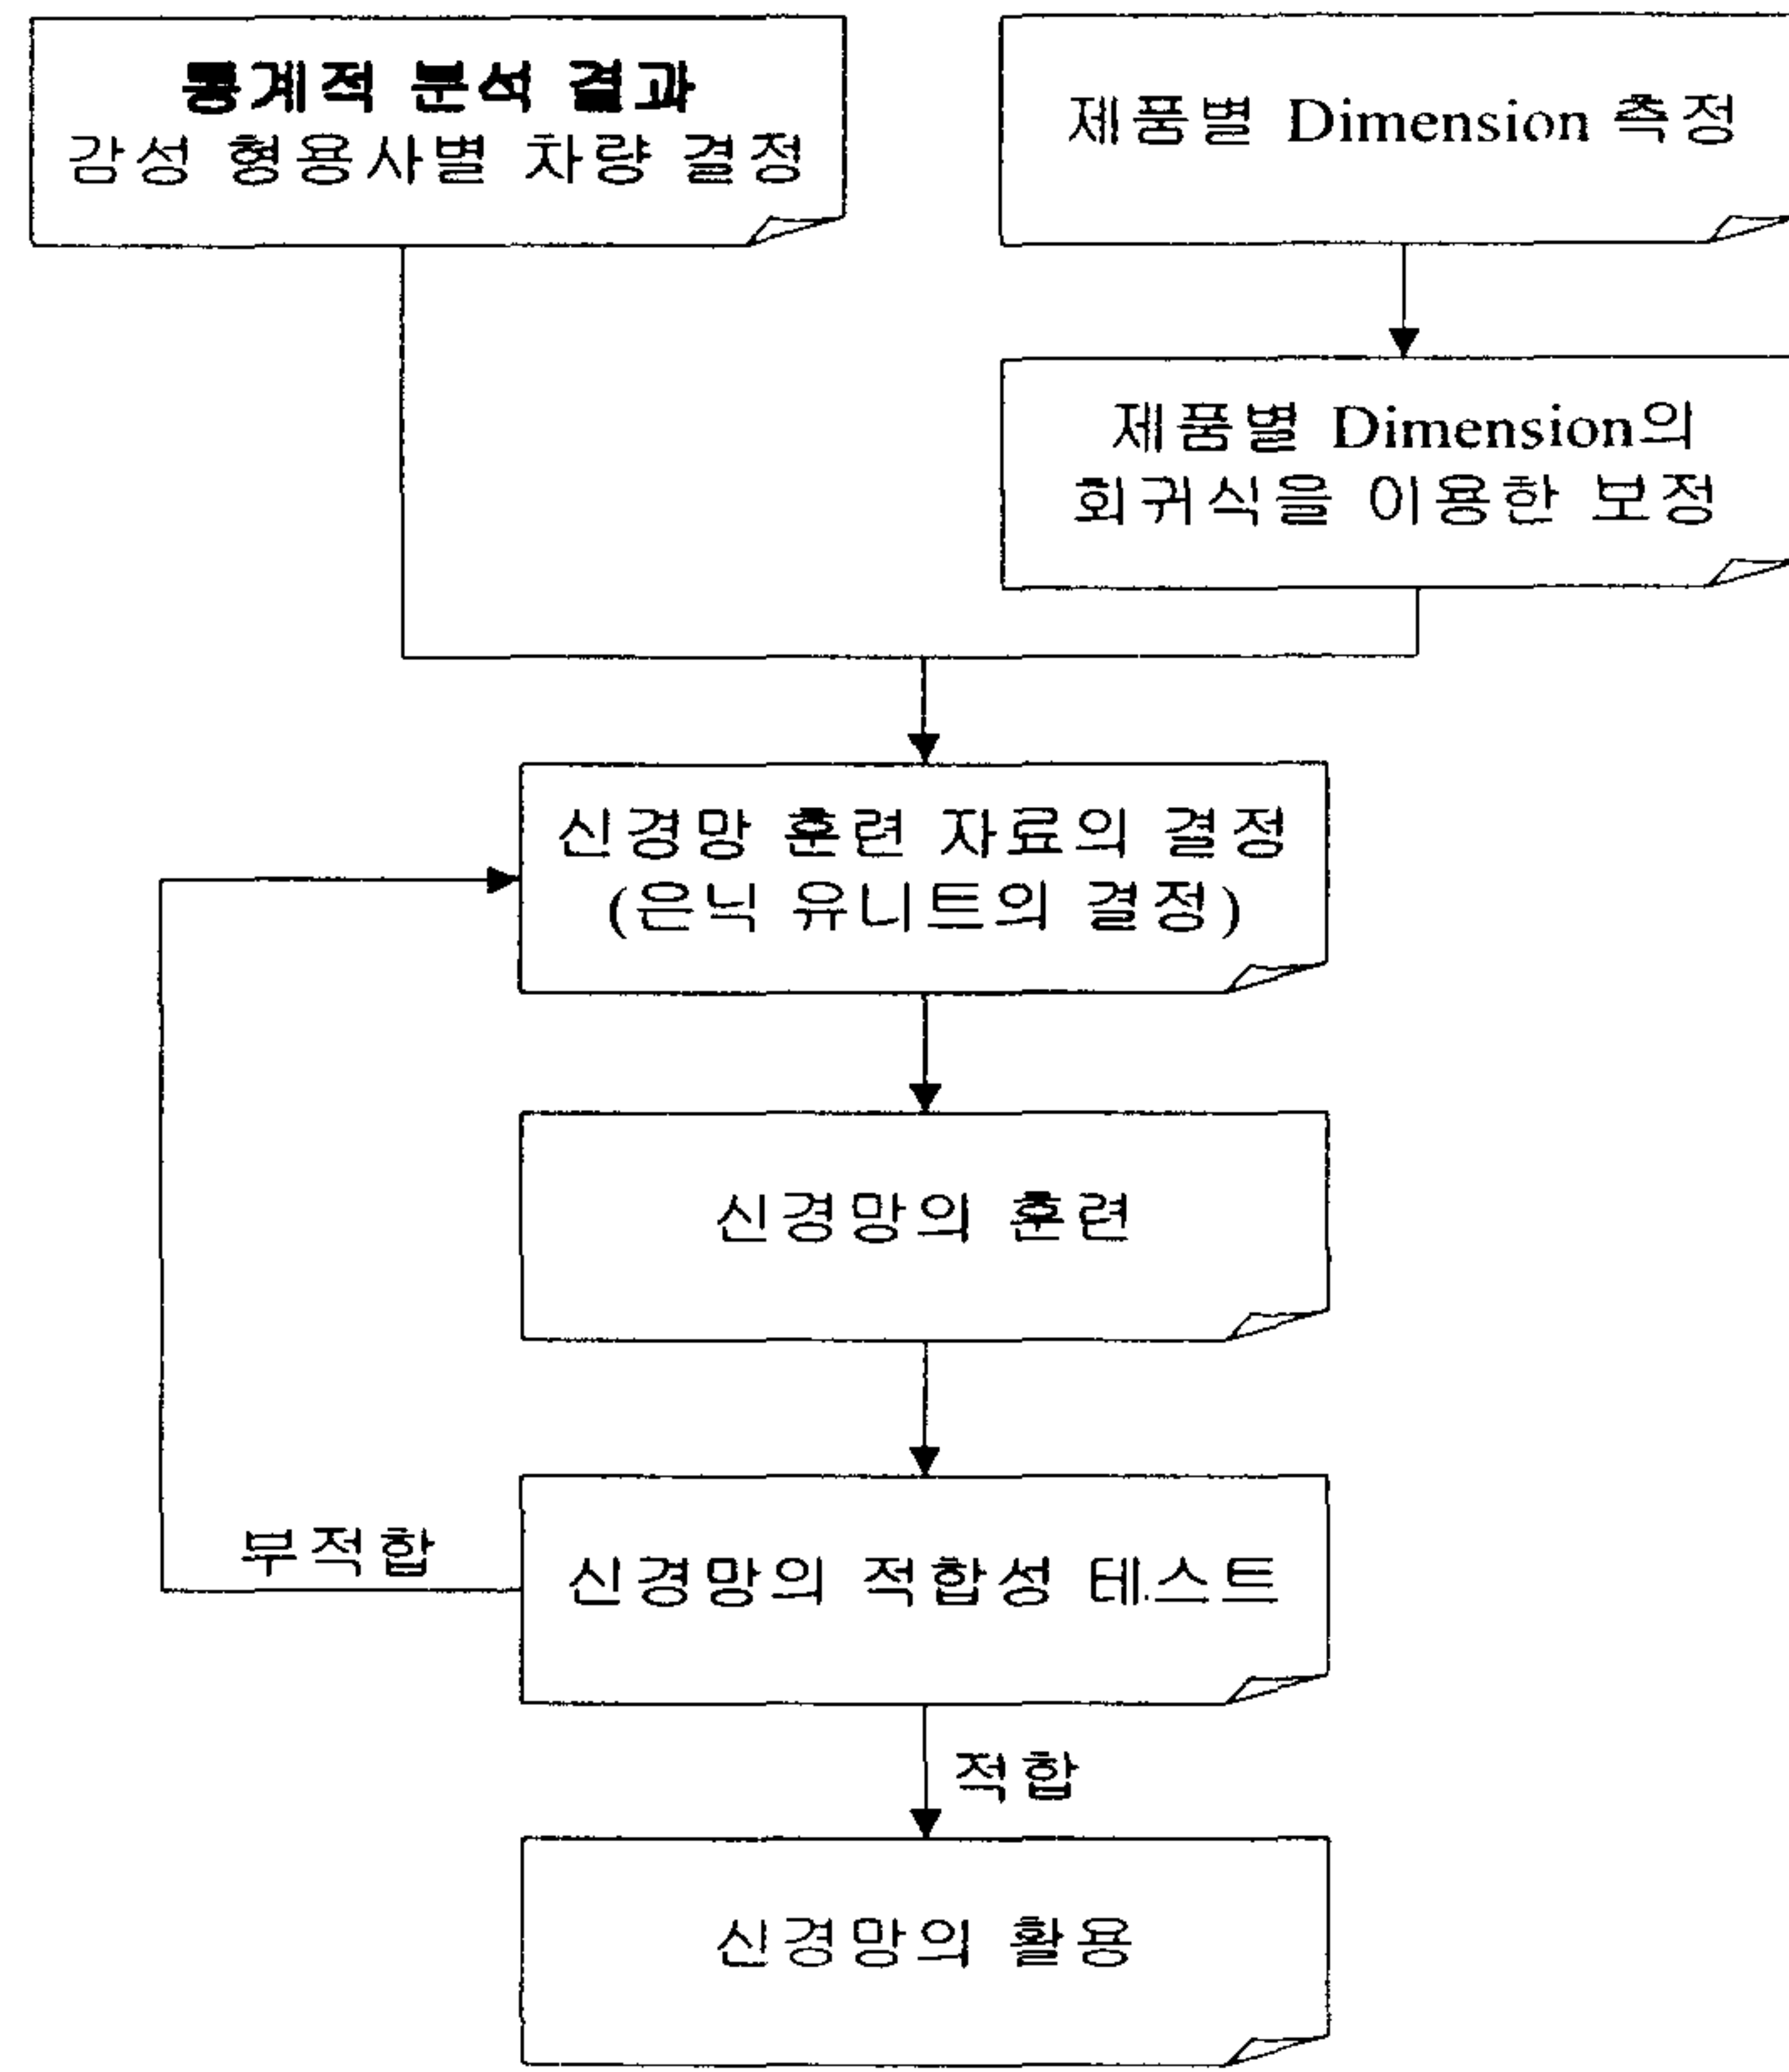 통계적 분석 결과
감성 형용사별 차량 결정
제품별 Dimension 측정
제품별 Dimension의
회귀식을 이용한 보정
신경망 훈련 자료의 결정
(은닉 유니트의 결정)
신경망의 훈련
부적합
신경망의 적합성 테스트
적합
신경망의 활용